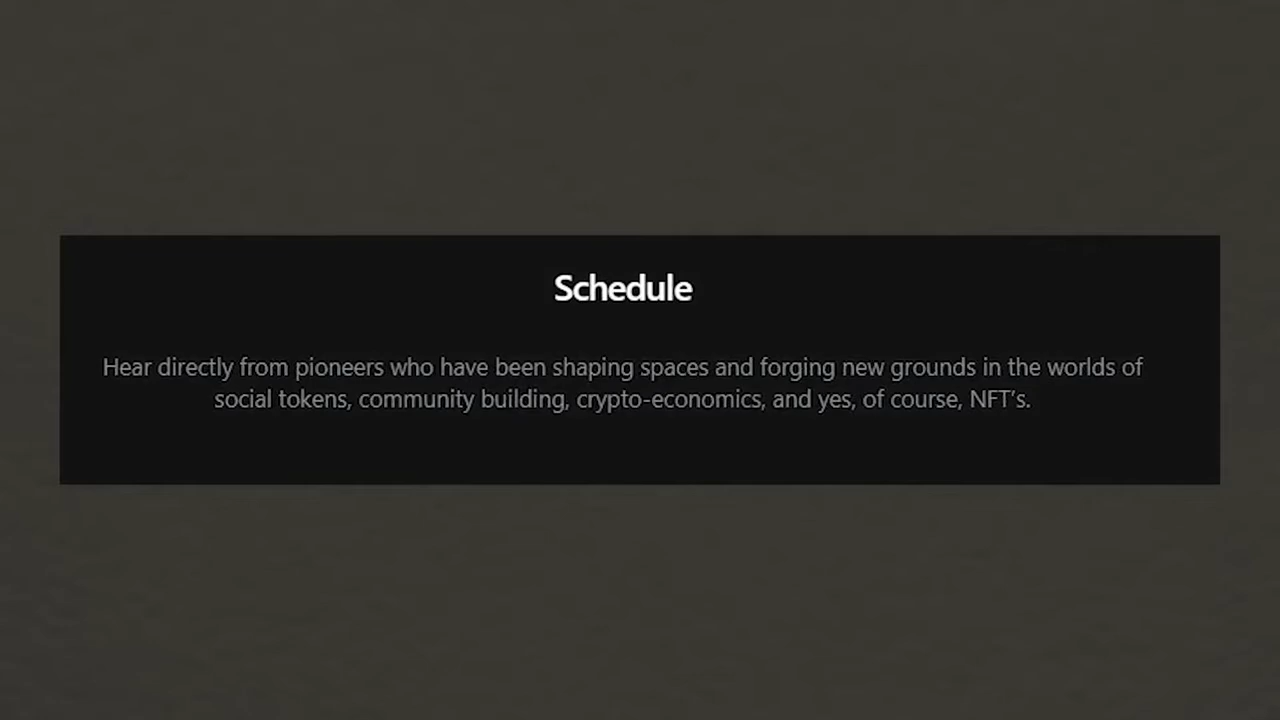 Schedule
Hear directly from pioneers who have been shaping spaces and forging new grounds in the worlds of
social tokens, community building, crypto-economics, and yes, of course, NFT's.